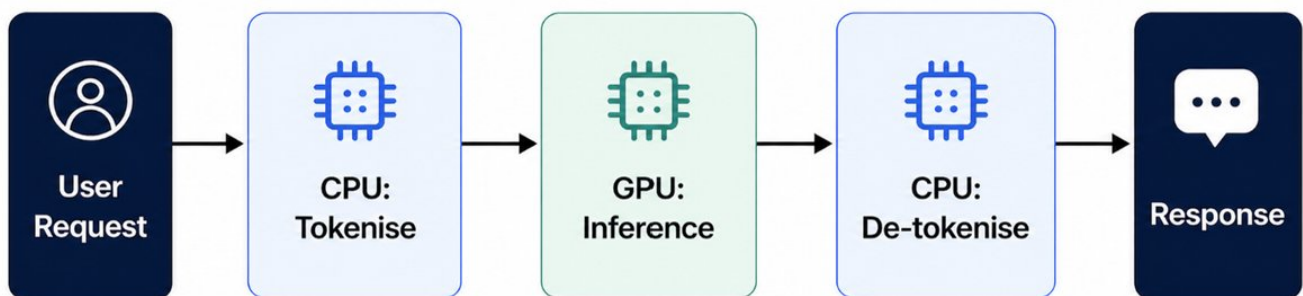 User
Request
CPU:
Tokenise
GPU:
Inference
CPU:
De-tokenise
Response